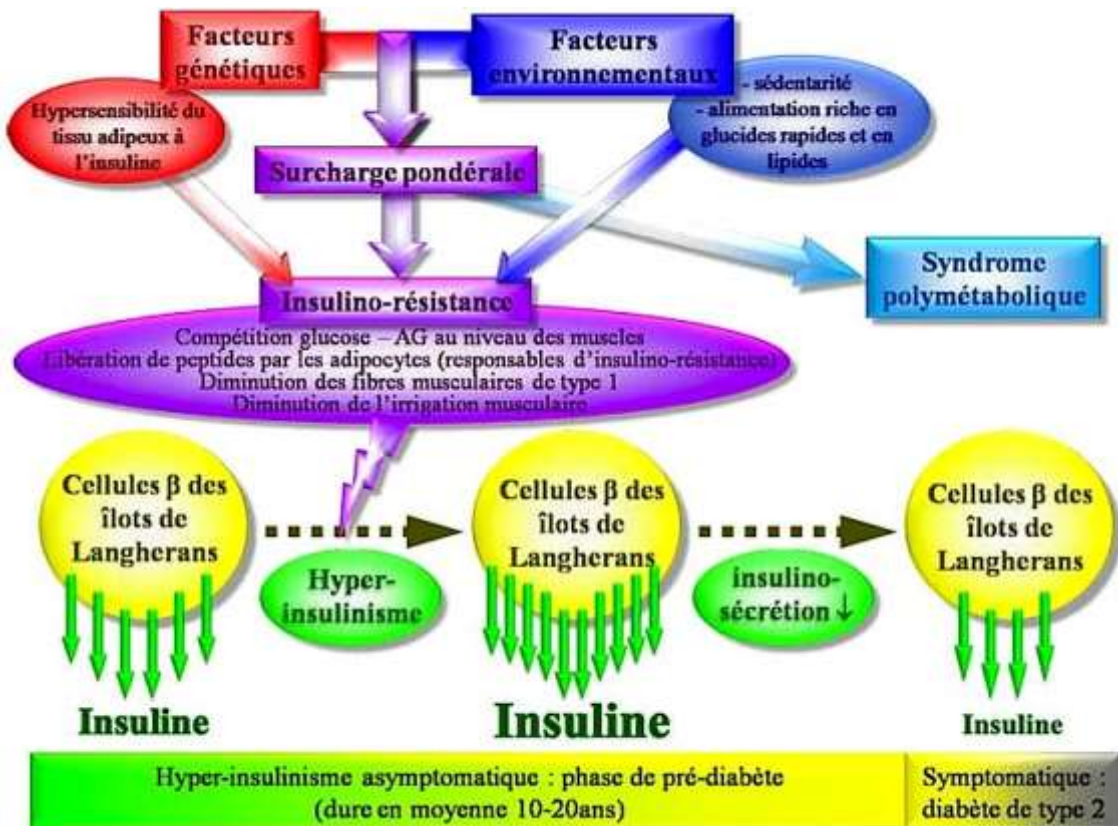 Facteurs
génétiques
Facteurs
environnementaux
Hypersensibilité du
tissu adipeux à
l'insuline
- sédentarité
- alimentation riche en
glucides rapides et en
lipides
Surcharge pondérale
Syndrome
polymétabolique
Insulino-résistance
Compétition glucose – AG au niveau des muscles
Libération de peptides par les adipocytes (responsables d'insulino-résistance)
Diminution des fibres musculaires de type 1
Diminution de l'irrigation musculaire
Cellules β des
îlots de
Langherans
Hyper-
insulinisme
Cellules β des
îlots de
Langherans
insulino-
sécrétion ↓
Cellules β des
îlots de
Langherans
Insuline
Insuline
Insuline
Hyper-insulinisme asymptomatique : phase de pré-diabète
(dure en moyenne 10-20ans)
Symptomatique :
diabète de type 2